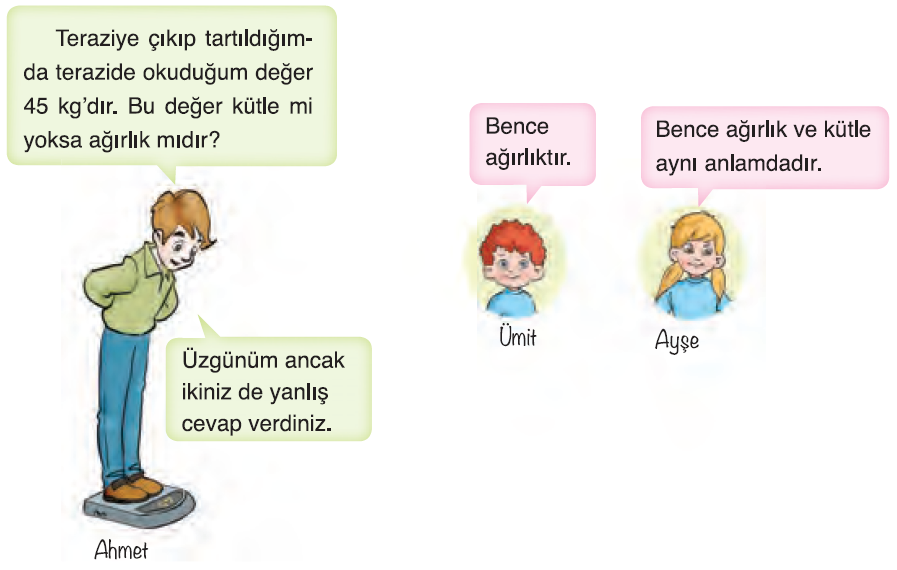 Teraziye çıkıp tartıldığım-
da terazide okuduğum değer
45 kg'dır. Bu değer kütle mi
yoksa ağırlık mıdır?
Bence
ağırlıktır.
Bence ağırlık ve kütle
aynı anlamdadır.
Ümit
Ayşe
Üzgünüm ancak
ikiniz de yanlış
cevap verdiniz.
Ahmet